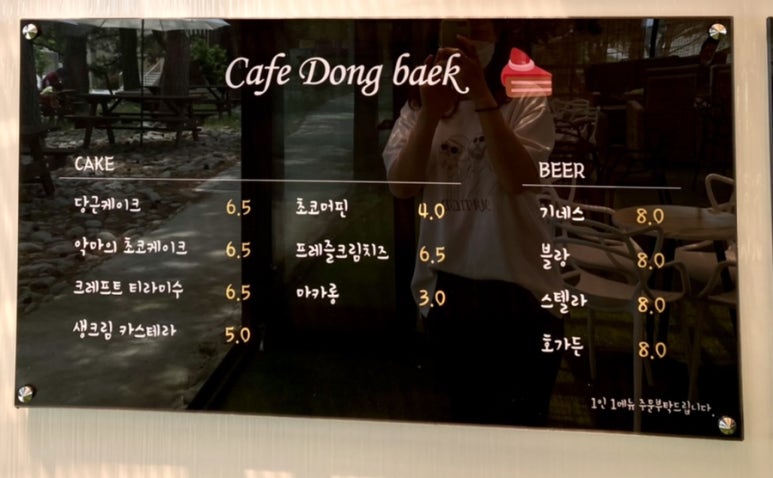 Cafe Dong baek
CAKE
당근케이크 6.5
악마의 초코케이크 6.5
크레프트 티라미수 6.5
생크림 카스테라 5.0
초코머핀 4.0
프레즐크림치즈 6.5
마카롱 3.0
BEER
기네스 8.0
블랑 8.0
스텔라 8.0
호가든 8.0
1인 1메뉴 주문부탁드립니다.